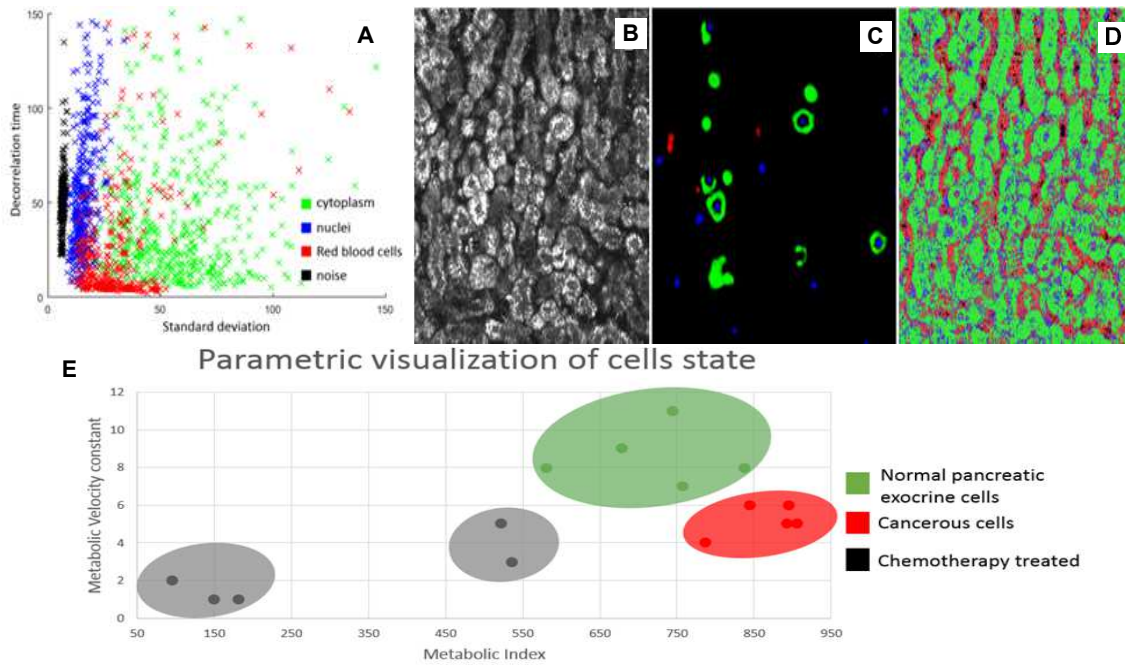 A
B
C
D
150
100
50
0
0
50
100
150
Decorrelation time
Standard deviation
cytoplasm
nuclei
Red blood cells
noise
E
Parametric visualization of cells state
12
10
8
6
4
2
0
50
150
250
350
450
550
650
750
850
950
Metabolic Velocity constant
Metabolic Index
Normal pancreatic
exocrine cells
Cancerous cells
Chemotherapy treated